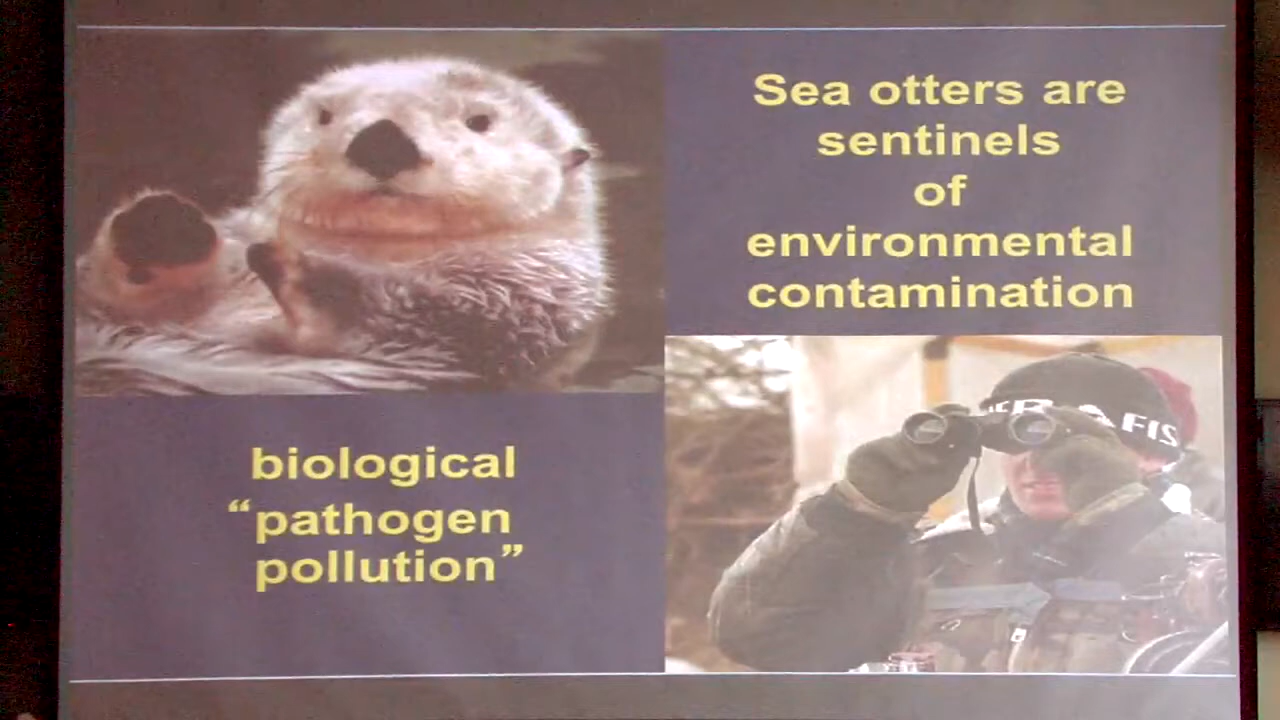 Sea otters are
sentinels
of
environmental
contamination
biological
“pathogen
pollution”